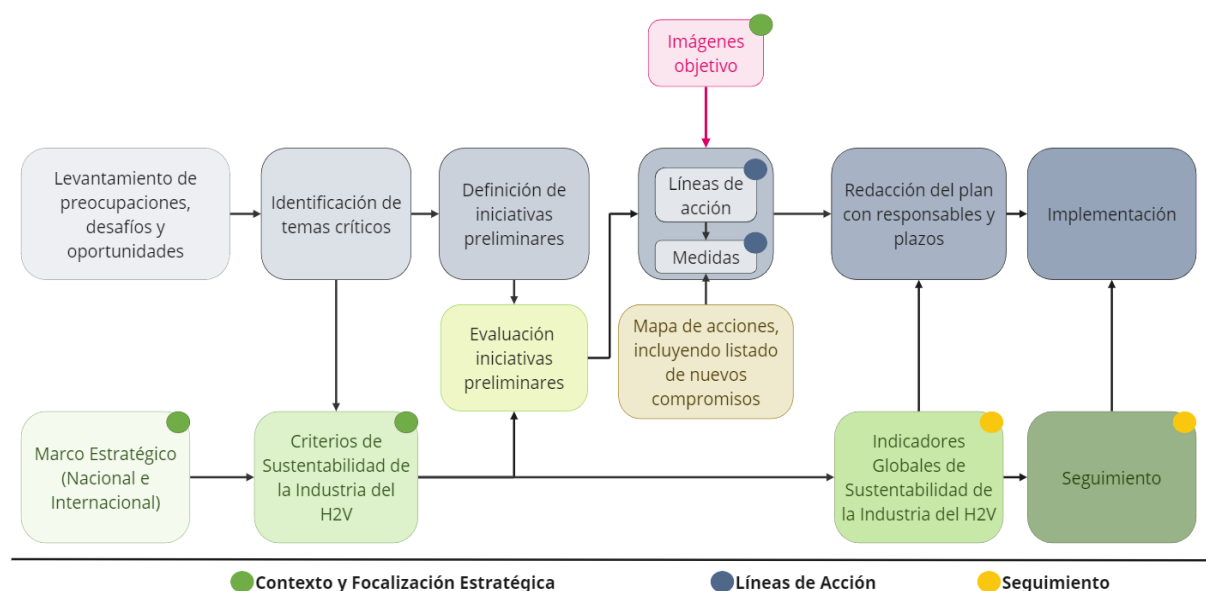 Imágenes
objetivo
Levantamiento de
preocupaciones,
desafíos y
oportunidades
Identificación de
temas críticos
Definición de
iniciativas
preliminares
Líneas de
acción
Medidas
Redacción del plan
con responsables y
plazos
Implementación
Evaluación
iniciativas
preliminares
Mapa de acciones,
incluyendo listado
de nuevos
compromisos
Marco Estratégico
(Nacional e
Internacional)
Criterios de
Sustentabilidad de
la Industria del
H2V
Indicadores
Globales de
Sustentabilidad de
la Industria del H2V
Seguimiento
Contexto y Focalización Estratégica
Líneas de Acción
Seguimiento